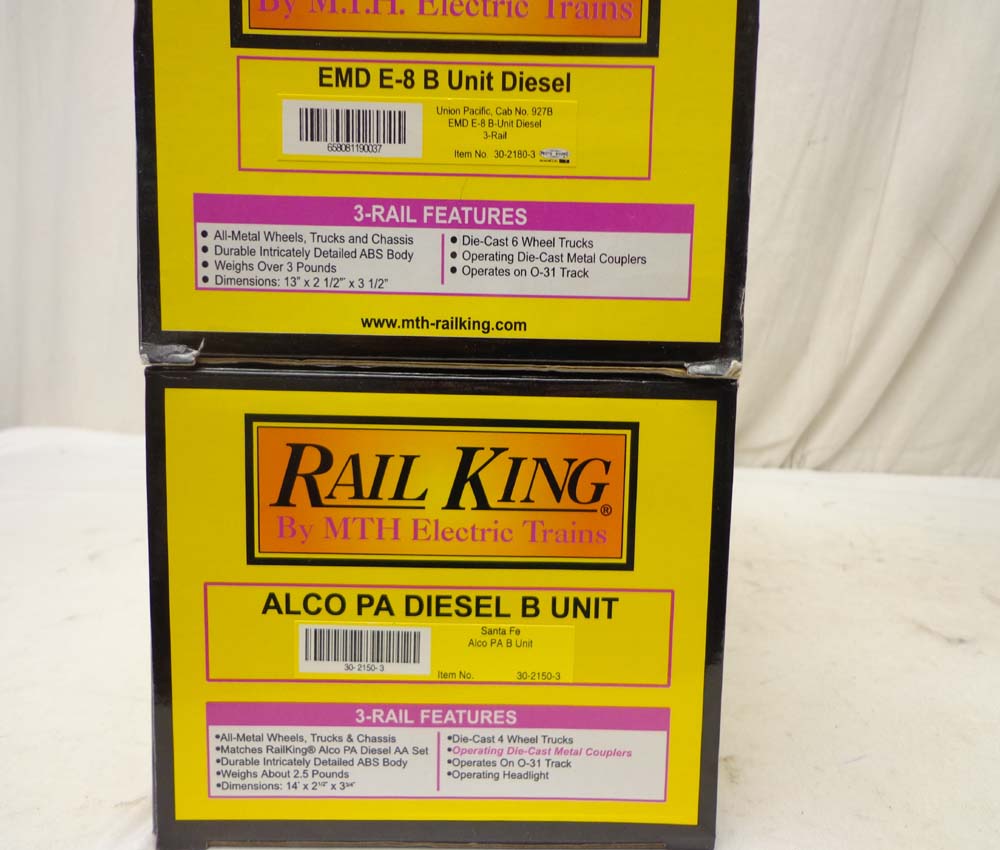 By M.T.H. Electric Trains
EMD E-8 B Unit Diesel
658081190037
Union Pacific, Cab No. 927B
EMD E-8 B-Unit Diesel
3-Rail
Item No. 30-2180-3
3-RAIL FEATURES
• All-Metal Wheels, Trucks and Chassis
• Durable Intricately Detailed ABS Body
• Weighs Over 3 Pounds
• Dimensions: 13" x 2 1/2"' x 3 1/2"
• Die-Cast 6 Wheel Trucks
• Operating Die-Cast Metal Couplers
• Operates on O-31 Track
www.mth-railking.com
RAIL KING®
By MTH Electric Trains
ALCO PA DIESEL B UNIT
30-2150-3
Santa Fe
Alco PA B Unit
Item No. 30-2150-3
3-RAIL FEATURES
•All-Metal Wheels, Trucks & Chassis
•Matches RailKing® Alco PA Diesel AA Set
•Durable Intricately Detailed ABS Body
•Weighs About 2.5 Pounds
•Dimensions: 14" x 2 1/2" x 3 3/4"
•Die-Cast 4 Wheel Trucks
•Operating Die-Cast Metal Couplers
•Operates On O-31 Track
•Operating Headlight